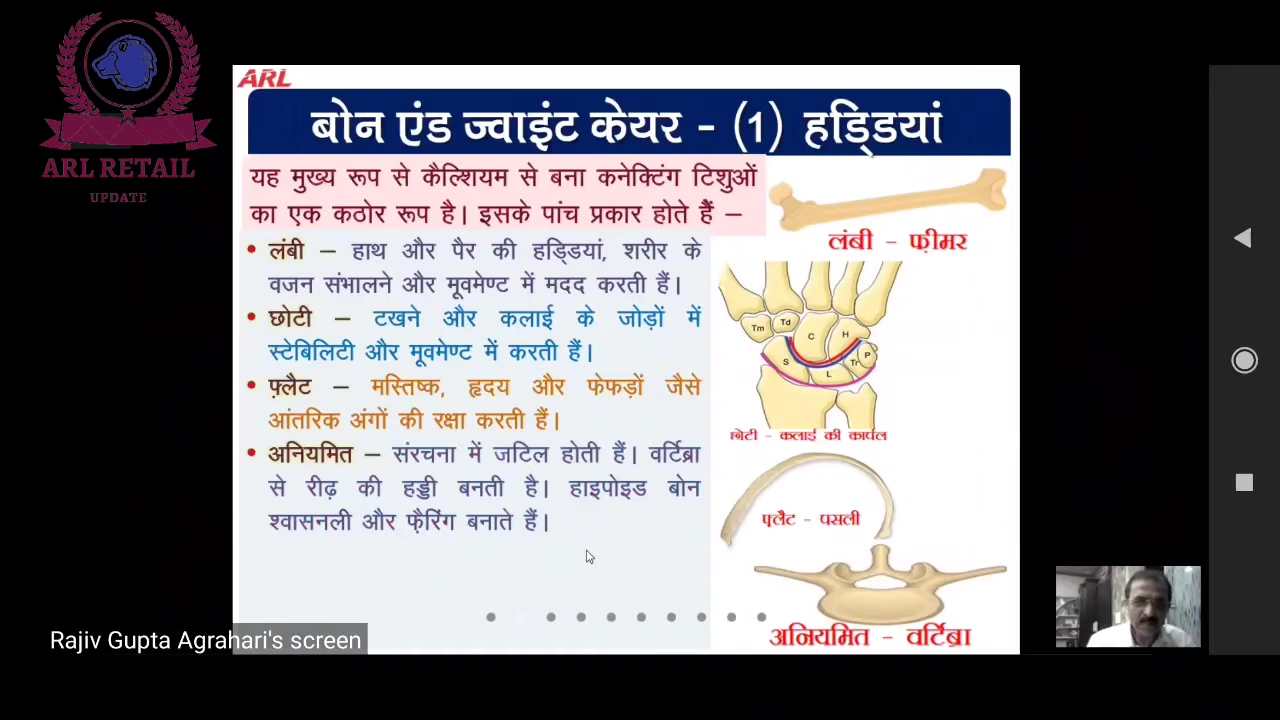 ARL RETAIL
UPDATE
ARL
बोन एंड ज्वाइंट केयर - (1) हडि्डयां
यह मुख्य रूप से कैल्शियम से बना कनेक्टिंग टिशुओं
का एक कठोर रूप है। इसके पांच प्रकार होते हैं –
• लंबी – हाथ और पैर की हडि्डयां, शरीर के
वजन संभालने और मूवमेण्ट में मदद करती हैं।
• छोटी – टखने और कलाई के जोड़ों में
स्टेबिलिटी और मूवमेण्ट में करती हैं।
• फ़्लैट – मस्तिष्क, हृदय और फेफड़ों जैसे
आंतरिक अंगों की रक्षा करती हैं।
• अनियमित – संरचना में जटिल होती हैं। वर्टिब्रा
से रीढ़ की हड्डी बनती है। हाइपोइड बोन
श्वासनली और फ़ैरिंग बनाते हैं।
लंबी - फ़ीमर
Tm
Td
C
H
S
L
Tr
P
छोटी - कलाई की कार्पल
फ़्लैट - पसली
अनियमित - वर्टिब्रा
Rajiv Gupta Agrahari's screen